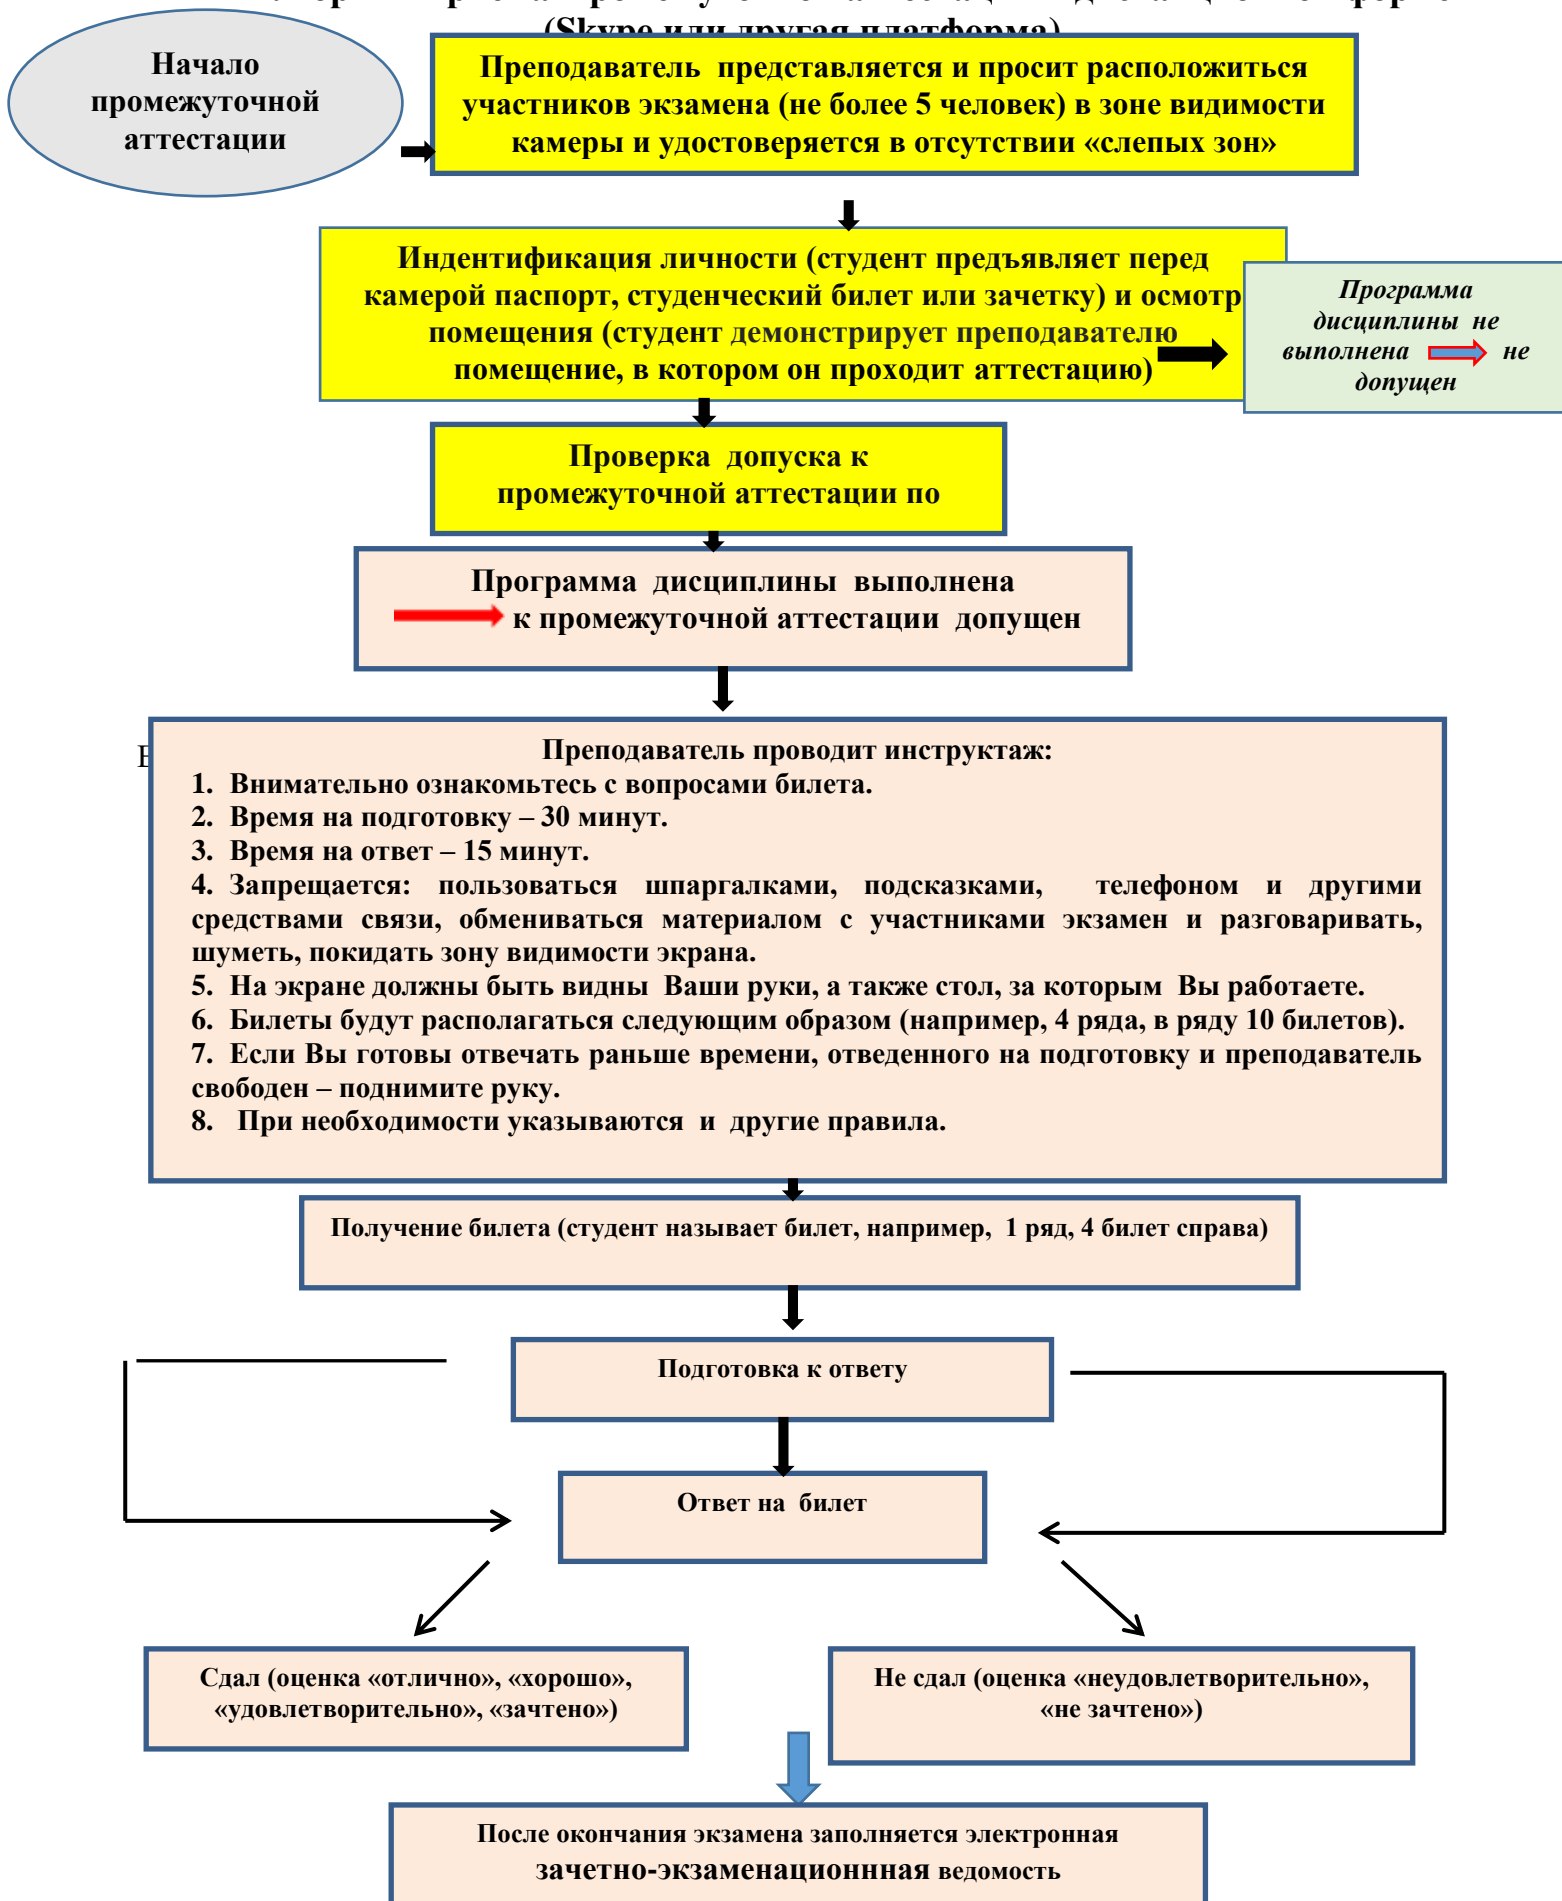 (Skype или другая платформа)
Начало
промежуточной
аттестации
Преподаватель представляется и просит расположиться
участников экзамена (не более 5 человек) в зоне видимости
камеры и удостоверяется в отсутствии «слепых зон»
Индентификация личности (студент предъявляет перед
камерой паспорт, студенческий билет или зачетку) и осмотр
помещения (студент демонстрирует преподавателю
помещение, в котором он проходит аттестацию)
Программа
дисциплины не
выполнена не
допущен
Проверка допуска к
промежуточной аттестации по
Программа дисциплины выполнена
к промежуточной аттестации допущен
Преподаватель проводит инструктаж:
1. Внимательно ознакомьтесь с вопросами билета.
2. Время на подготовку – 30 минут.
3. Время на ответ – 15 минут.
4. Запрещается: пользоваться шпаргалками, подсказками, телефоном и другими
средствами связи, обмениваться материалом с участниками экзамен и разговаривать,
шуметь, покидать зону видимости экрана.
5. На экране должны быть видны Ваши руки, а также стол, за которым Вы работаете.
6. Билеты будут располагаться следующим образом (например, 4 ряда, в ряду 10 билетов).
7. Если Вы готовы отвечать раньше времени, отведенного на подготовку и преподаватель
свободен – поднимите руку.
8. При необходимости указываются и другие правила.
Получение билета (студент называет билет, например, 1 ряд, 4 билет справа)
Подготовка к ответу
Ответ на билет
Сдал (оценка «отлично», «хорошо»,
«удовлетворительно», «зачтено»)
Не сдал (оценка «неудовлетворительно»,
«не зачтено»)
После окончания экзамена заполняется электронная
зачетно-экзаменационнная ведомость